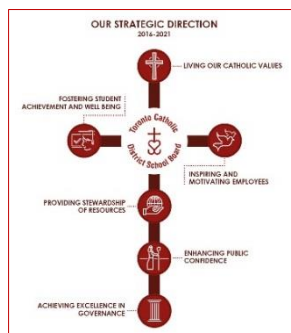 OUR STRATEGIC DIRECTION
2016-2021
LIVING OUR CATHOLIC VALUES
FOSTERING STUDENT
ACHIEVEMENT AND WELL BEING
Toronto Catholic
District School Board
INSPIRING AND
MOTIVATING EMPLOYEES
PROVIDING STEWARDSHIP
OF RESOURCES
ENHANCING PUBLIC
CONFIDENCE
ACHIEVING EXCELLENCE IN
GOVERNANCE